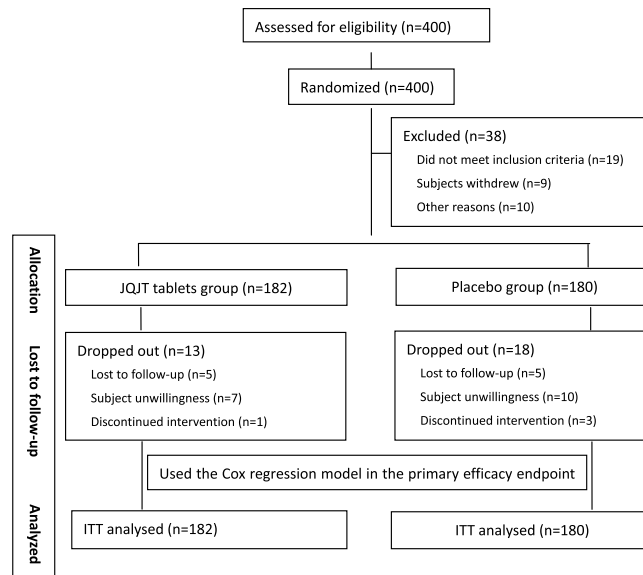 Assessed for eligibility (n=400)
Randomized (n=400)
Excluded (n=38)
Did not meet inclusion criteria (n=19)
Subjects withdrew (n=9)
Other reasons (n=10)
Allocation
JQJT tablets group (n=182)
Placebo group (n=180)
Lost to follow-up
Dropped out (n=13)
Lost to follow-up (n=5)
Subject unwillingness (n=7)
Discontinued intervention (n=1)
Dropped out (n=18)
Lost to follow-up (n=5)
Subject unwillingness (n=10)
Discontinued intervention (n=3)
Used the Cox regression model in the primary efficacy endpoint
Analyzed
ITT analysed (n=182)
ITT analysed (n=180)